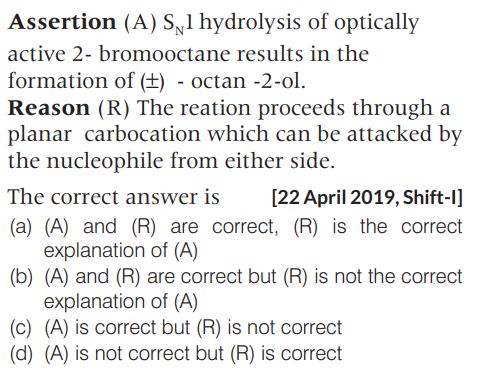 Assertion (A) SN1 hydrolysis of optically
active 2- bromooctane results in the
formation of (±) - octan -2-ol.
Reason (R) The reation proceeds through a
planar carbocation which can be attacked by
the nucleophile from either side.
The correct answer is [22 April 2019, Shift-I]
(a) (A) and (R) are correct, (R) is the correct
explanation of (A)
(b) (A) and (R) are correct but (R) is not the correct
explanation of (A)
(c) (A) is correct but (R) is not correct
(d) (A) is not correct but (R) is correct